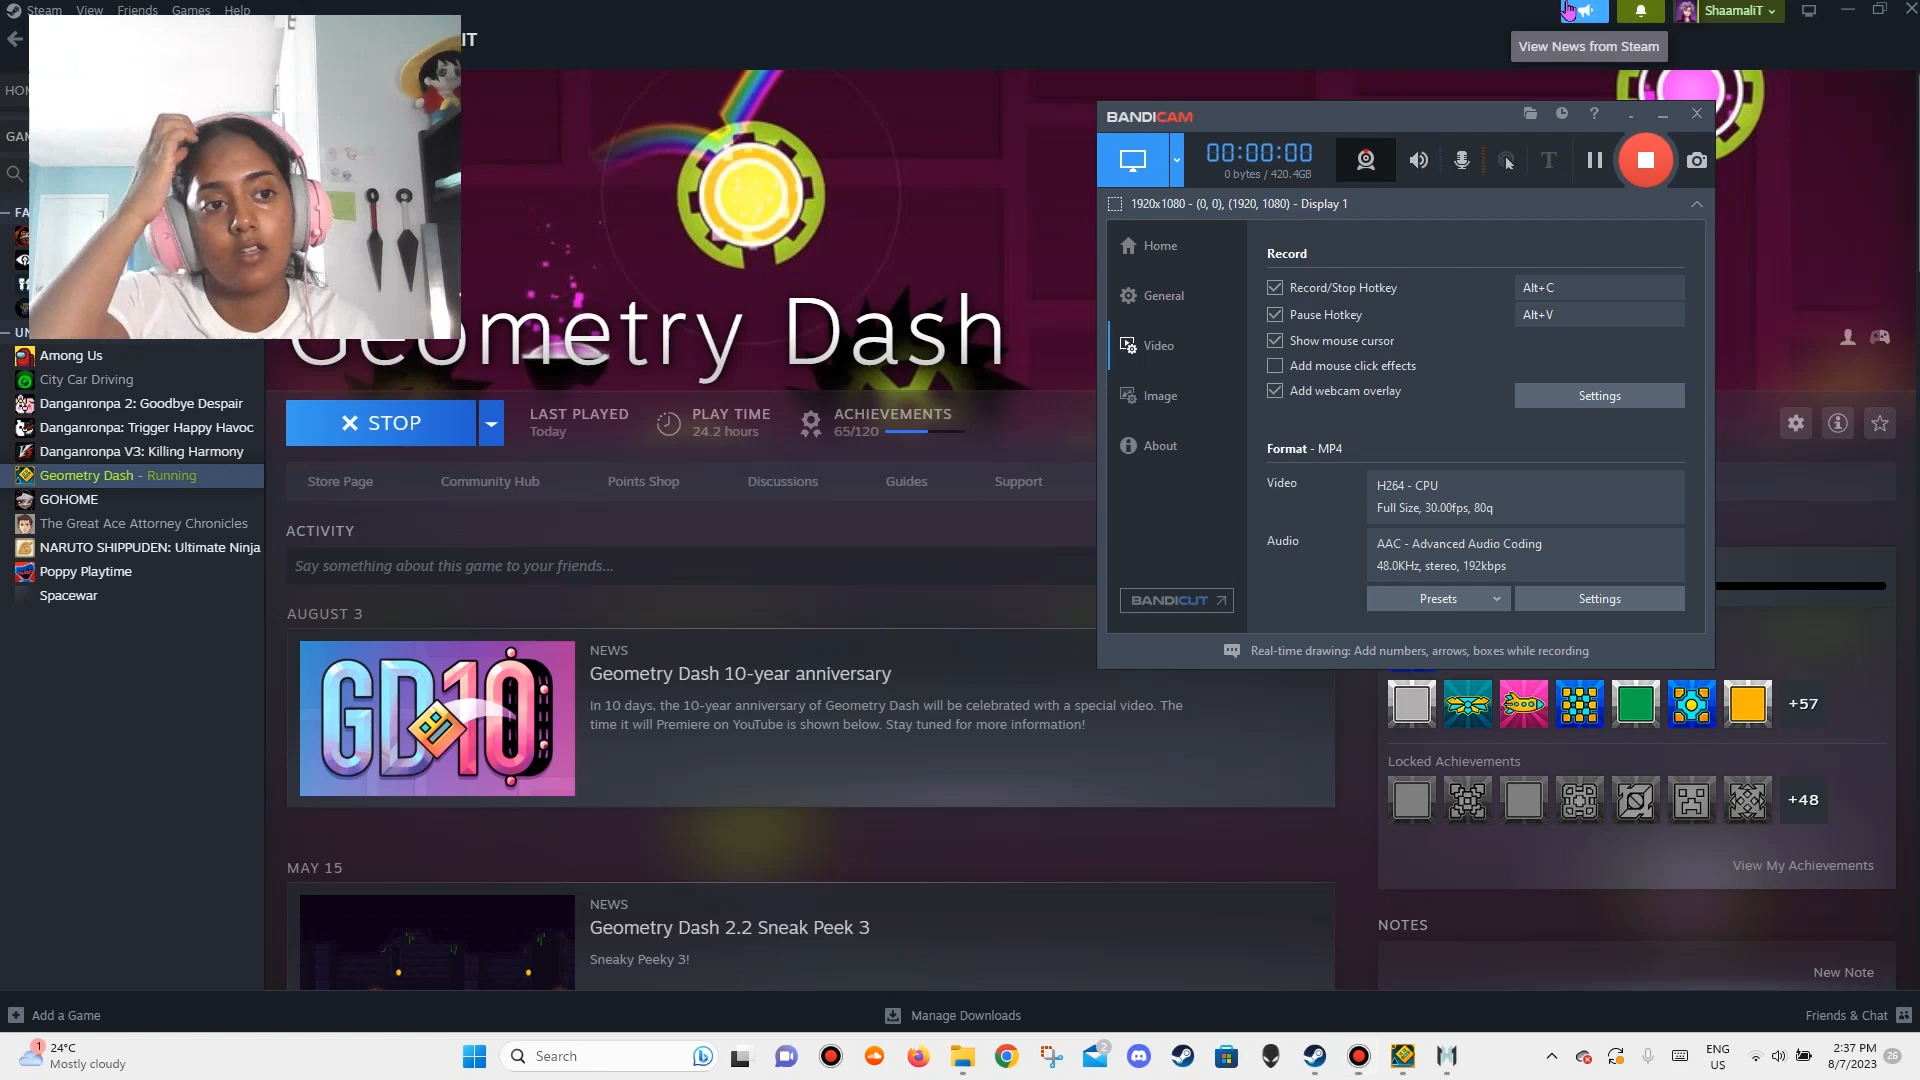 Steam View Friends Games Help
ShaamaliT
IT
View News from Steam
HO
GA
FA
UN
Among Us
City Car Driving
Danganronpa 2: Goodbye Despair
Danganronpa: Trigger Happy Havoc
Danganronpa V3: Killing Harmony
Geometry Dash - Running
GOHOME
The Great Ace Attorney Chronicles
NARUTO SHIPPUDEN: Ultimate Ninja
Poppy Playtime
Spacewar
Geometry Dash
STOP
LAST PLAYED
Today
PLAY TIME
24.2 hours
ACHIEVEMENTS
65/120
Store Page Community Hub Points Shop Discussions Guides Support
ACTIVITY
Say something about this game to your friends...
AUGUST 3
GD10
NEWS
Geometry Dash 10-year anniversary
In 10 days, the 10-year anniversary of Geometry Dash will be celebrated with a special video. The
time it will Premiere on YouTube is shown below. Stay tuned for more information!
MAY 15
NEWS
Geometry Dash 2.2 Sneak Peek 3
Sneaky Peeky 3!
BANDICAM
00:00:00
0 bytes / 420.4GB
1920x1080 - (0, 0), (1920, 1080) - Display 1
Home
General
Video
Image
About
BANDICUT
Record
Record/Stop Hotkey Alt+C
Pause Hotkey Alt+V
Show mouse cursor
Add mouse click effects
Add webcam overlay Settings
Format - MP4
Video
H264 - CPU
Full Size, 30.00fps, 80q
Audio
AAC - Advanced Audio Coding
48.0KHz, stereo, 192kbps
Presets Settings
Real-time drawing: Add numbers, arrows, boxes while recording
+57
Locked Achievements
+48
View My Achievements
NOTES
New Note
Add a Game
Manage Downloads
Friends & Chat
1
24°C
Mostly cloudy
Search
2
ENG
US
2:37 PM
8/7/2023
26